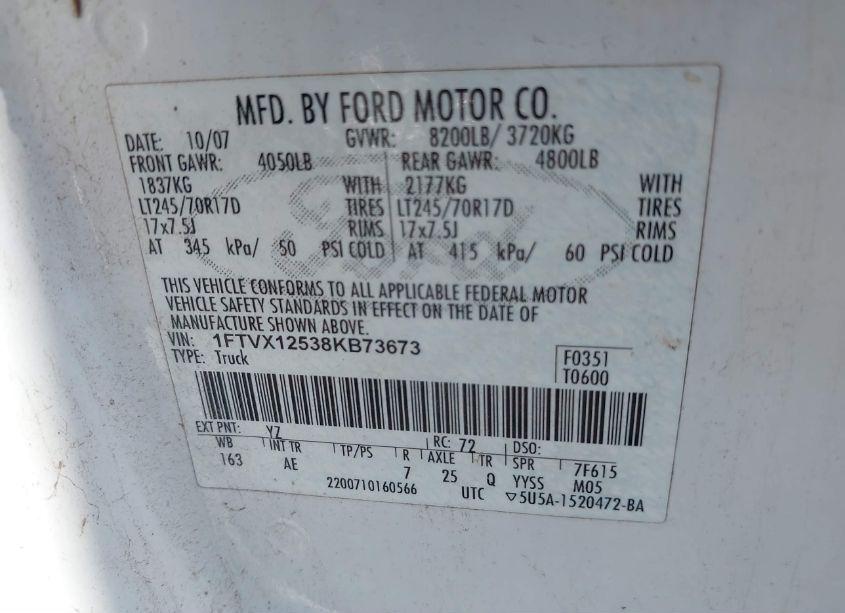 MFD. BY FORD MOTOR CO.
DATE: 10/07 GVWR: 8200LB/ 3720KG
FRONT GAWR: 4050LB REAR GAWR: 4800LB
1837KG WITH 2177KG WITH
LT245/70R17D TIRES LT245/70R17D TIRES
17x7.5J RIMS 17x7.5J RIMS
AT 345 kPa/ 50 PSI COLD AT 415 kPa/ 60 PSI COLD
Ford
THIS VEHICLE CONFORMS TO ALL APPLICABLE FEDERAL MOTOR
VEHICLE SAFETY STANDARDS IN EFFECT ON THE DATE OF
MANUFACTURE SHOWN ABOVE.
VIN: 1FTVX12538KB73673
TYPE: Truck
F0351
T0600
EXT PNT: YZ RC: 72 DSO:
WB INT TR TP/PS R AXLE TR SPR 7F615
163 AE 7 25 Q YYSS M05
2200710160566 UTC ▽5U5A-1520472-BA